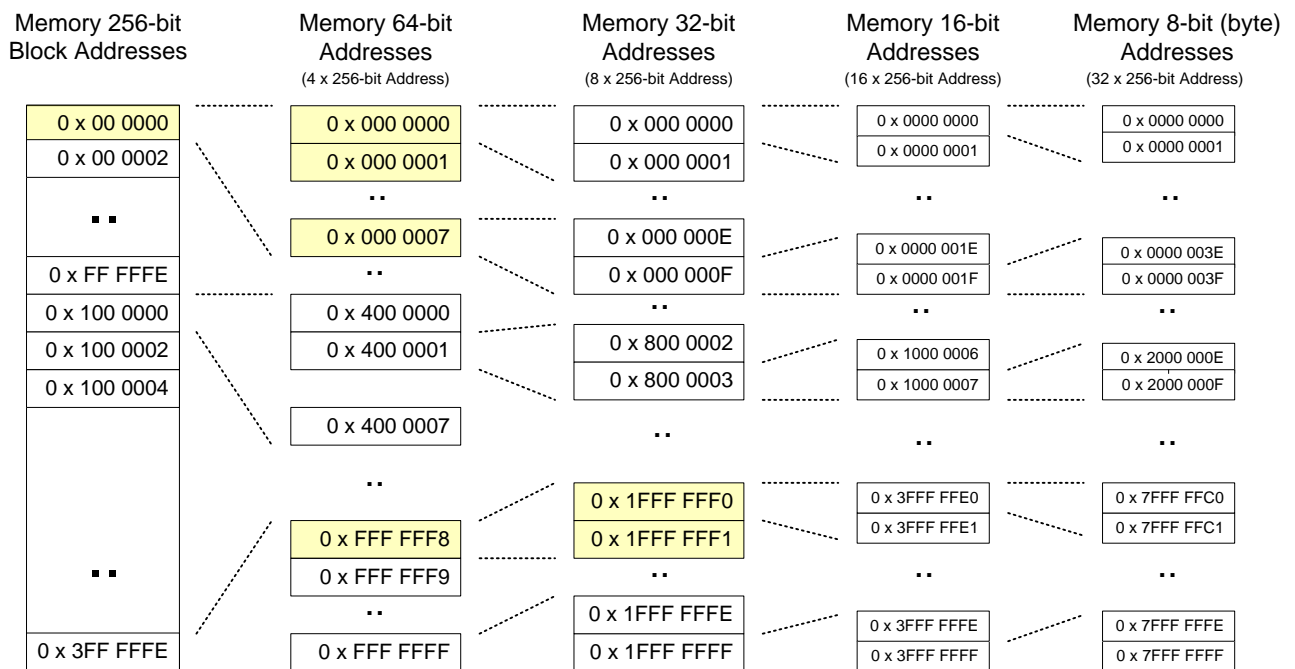 Memory 256-bit
Block Addresses
0 x 00 0000
0 x 00 0002
..
0 x FF FFFE
0 x 100 0000
0 x 100 0002
0 x 100 0004
..
0 x 3FF FFFE
Memory 64-bit
Addresses
(4 x 256-bit Address)
0 x 000 0000
0 x 000 0001
..
0 x 000 0007
..
0 x 400 0000
0 x 400 0001
0 x 400 0007
..
0 x FFF FFF8
0 x FFF FFF9
..
0 x FFF FFFF
Memory 32-bit
Addresses
(8 x 256-bit Address)
0 x 000 0000
0 x 000 0001
..
0 x 000 000E
0 x 000 000F
..
0 x 800 0002
0 x 800 0003
..
0 x 1FFF FFF0
0 x 1FFF FFF1
..
0 x 1FFF FFFE
0 x 1FFF FFFF
Memory 16-bit
Addresses
(16 x 256-bit Address)
0 x 0000 0000
0 x 0000 0001
..
0 x 0000 001E
0 x 0000 001F
..
0 x 1000 0006
0 x 1000 0007
..
0 x 3FFF FFE0
0 x 3FFF FFE1
..
0 x 3FFF FFFE
0 x 3FFF FFFF
Memory 8-bit (byte)
Addresses
(32 x 256-bit Address)
0 x 0000 0000
0 x 0000 0001
..
0 x 0000 003E
0 x 0000 003F
..
0 x 2000 000E
0 x 2000 000F
..
0 x 7FFF FFC0
0 x 7FFF FFC1
..
0 x 7FFF FFFE
0 x 7FFF FFFF